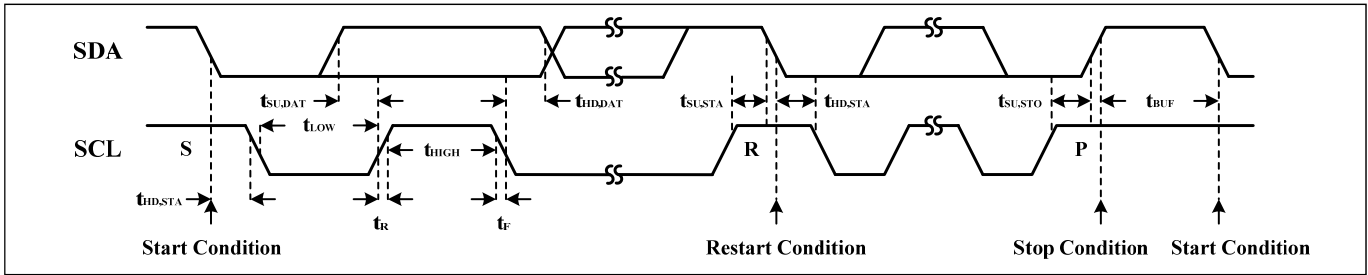 SDA
tSU,DAT
tHD,DAT
tSU,STA
tHD,STA
tSU,STO
tBUF
tLOW
SCL
S
tHIGH
R
P
tHD,STA
tR
tF
Start Condition
Restart Condition
Stop Condition
Start Condition